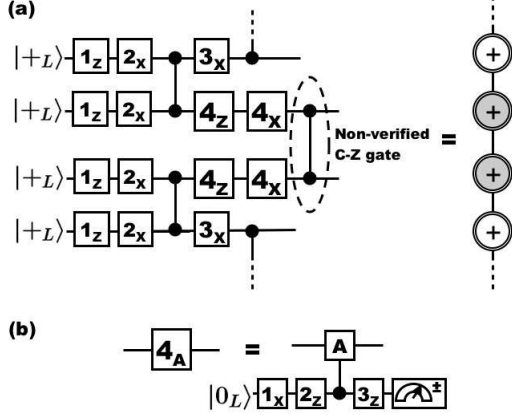 (a)
|+L⟩ 1z 2x 3x +
|+L⟩ 1z 2x 4z 4x +
Non-verified
C-Z gate =
|+L⟩ 1z 2x 4z 4x +
|+L⟩ 1z 2x 3x +
(b)
4A = A
|0L⟩ 1x 2z 3z ±